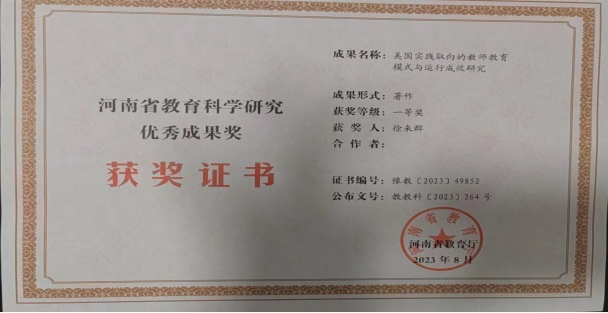 河南省教育科学研究
优秀成果奖
获奖证书
成果名称：美国实践取向的教师教育
模式与运行成效研究
成果形式：著作
获奖等级：一等奖
获奖人：徐来群
合作者：
证书编号：豫教〔2023〕49852
公布文号：教教科〔2023〕264号
河南省教育厅
河南省教育厅
2023年8月